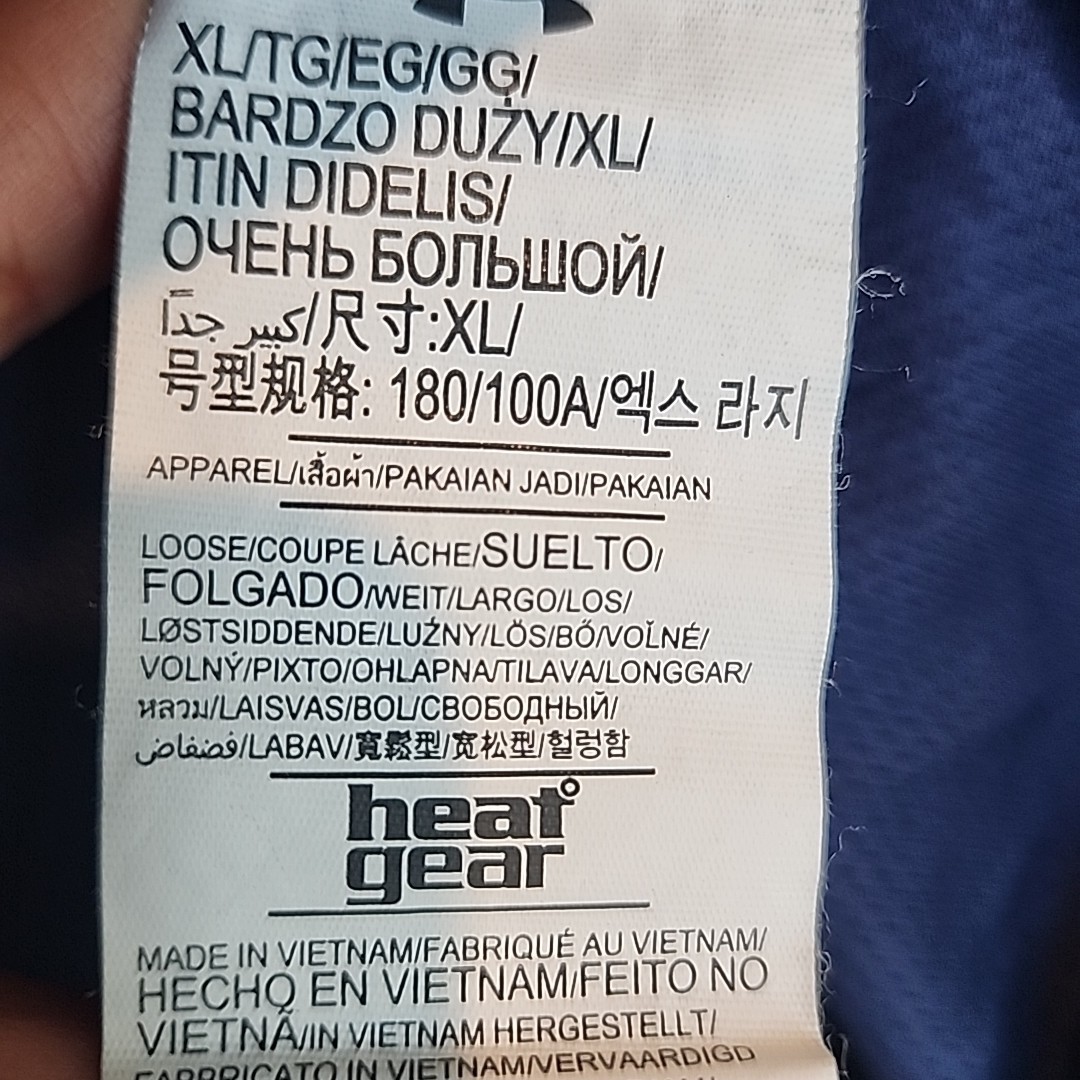 XL/TG/EG/GG/
BARDZO DUŻY/XL/
ITIN DIDELIS/
ОЧЕНЬ БОЛЬШОЙ/
كبير جداً/尺寸:XL/
号型规格: 180/100A/엑스 라지/
APPAREL/เสื้อผ้า/PAKAIAN JADI/PAKAIAN
LOOSE/COUPE LÂCHE/SUELTO/
FOLGADO/WEIT/LARGO/LOS/
LØSTSIDDENDE/LUŹNY/LÖS/BŐ/VOĽNÉ/
VOLNÝ/PIXTO/OHLAPNA/TILAVA/LONGGAR/
หลวม/LAISVAS/BOL/СВОБОДНЫЙ/
فضفاض/LABAV/寬鬆型/宽松型/헐렁함
heat
gear
MADE IN VIETNAM/FABRIQUÉ AU VIETNAM/
HECHO EN VIETNAM/FEITO NO
VIETNÃ/IN VIETNAM HERGESTELLT/
FABBRICATO IN VIETNAM/VERVAARDIGD